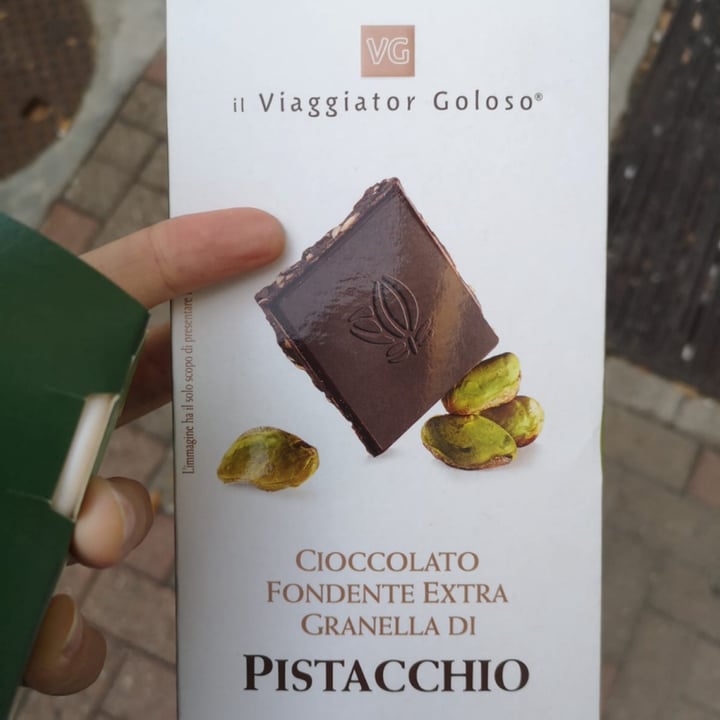 VG
il Viaggiator Goloso®
L'immagine ha il solo scopo di presentare
CIOCCOLATO
FONDENTE EXTRA
GRANELLA DI
PISTACCHIO